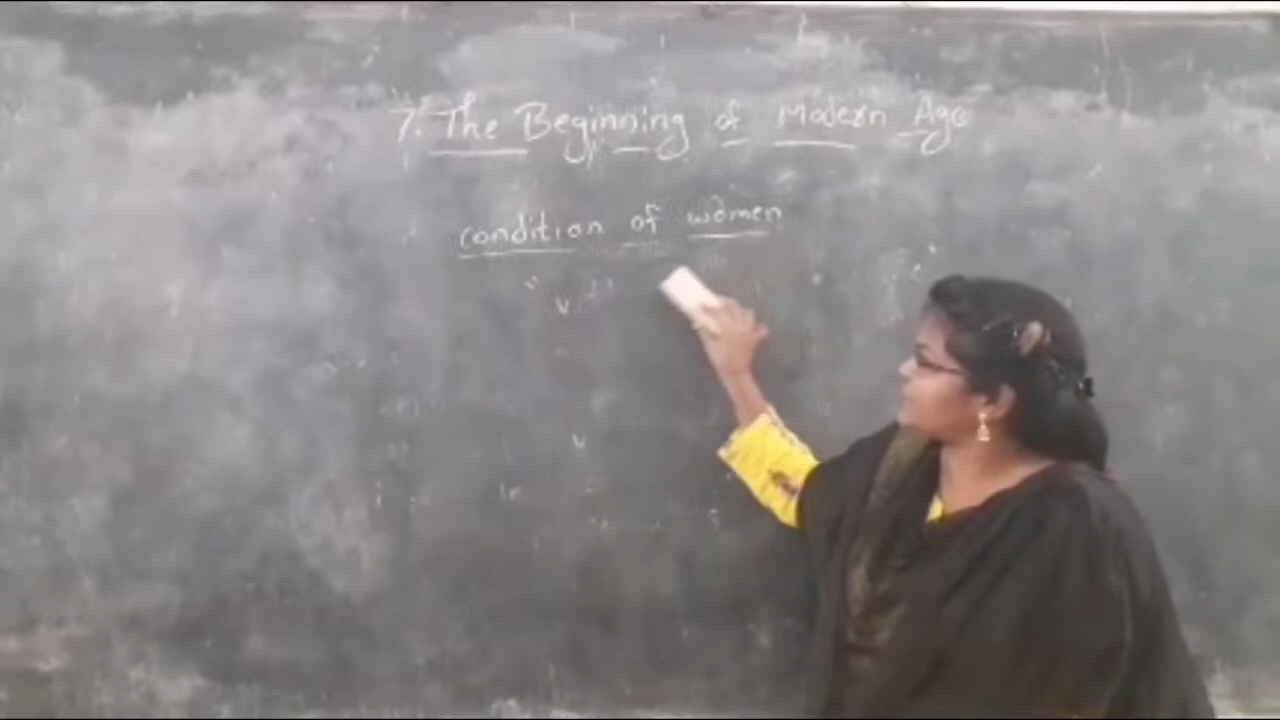 7. The Beginning of Modern Age
condition of women